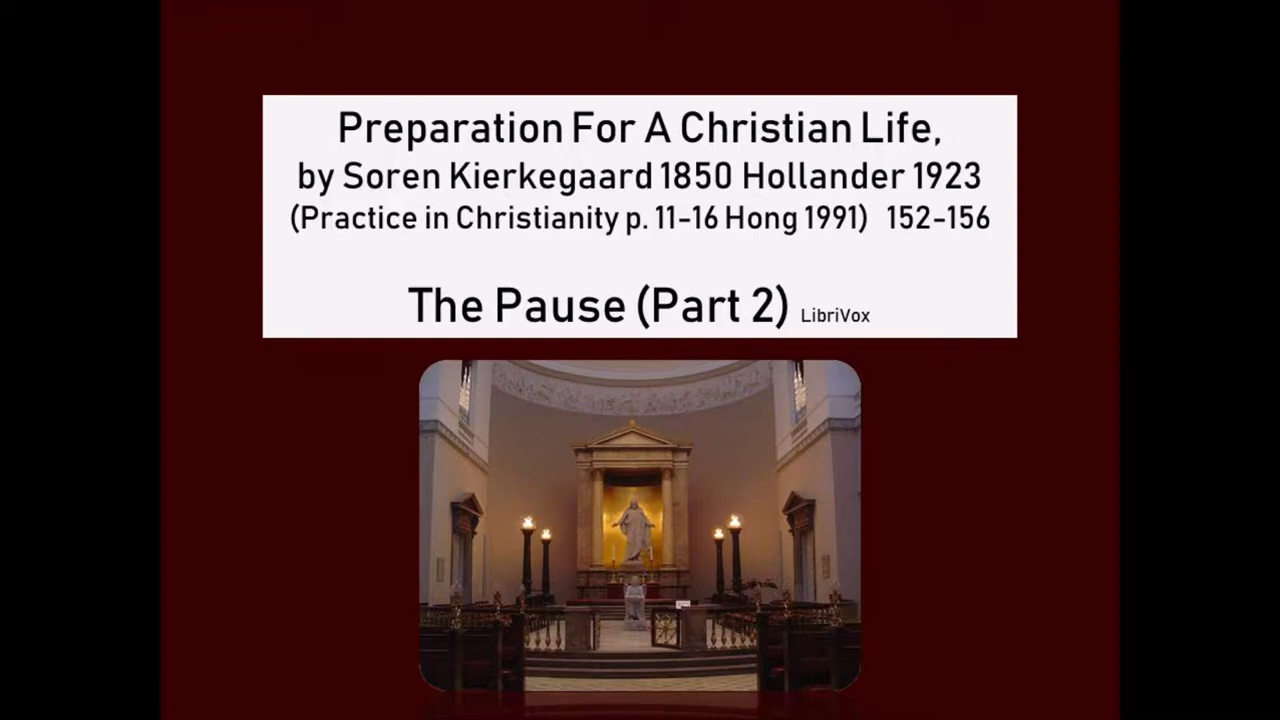 Preparation For A Christian Life,
by Soren Kierkegaard 1850 Hollander 1923
(Practice in Christianity p. 11-16 Hong 1991) 152-156
The Pause (Part 2) LibriVox